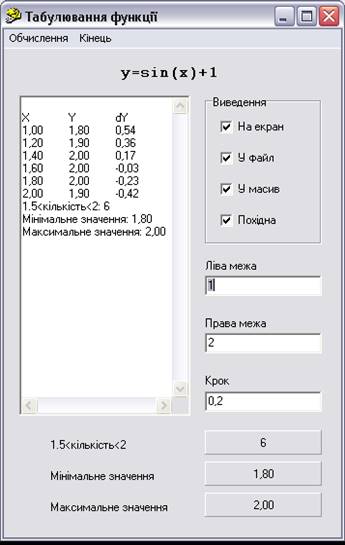 Табулювання функції
Обчислення Кінець
y=sin(x)+1
X Y dY
1,00 1,80 0,54
1,20 1,90 0,36
1,40 2,00 0,17
1,60 2,00 -0,03
1,80 2,00 -0,23
2,00 1,90 -0,42
1.5<кількість<2: 6
Мінімальне значення: 1,80
Максимальне значення: 2,00
Виведення
На екран
У файл
У масив
Похідна
Ліва межа
1
Права межа
2
Крок
0,2
1.5<кількість<2 6
Мінімальне значення 1,80
Максимальне значення 2,00